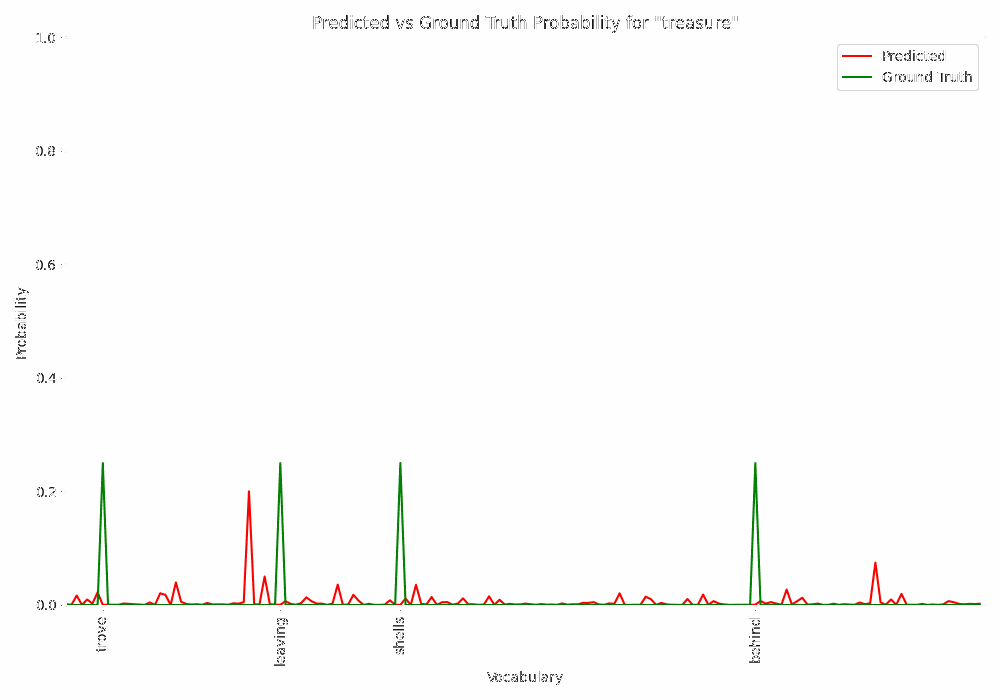 Predicted vs Ground Truth Probability for "treasure"
1.0
Predicted
Ground Truth
0.8
0.6
Probability
0.4
0.2
0.0
trove
leaving
shells
behind
Vocabulary